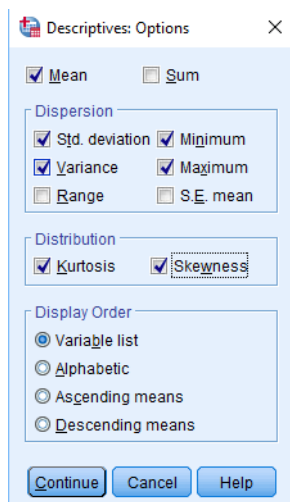 Descriptives: Options
Mean Sum
Dispersion
Std. deviation Minimum
Variance Maximum
Range S.E. mean
Distribution
Kurtosis Skewness
Display Order
Variable list
Alphabetic
Ascending means
Descending means
Continue Cancel Help